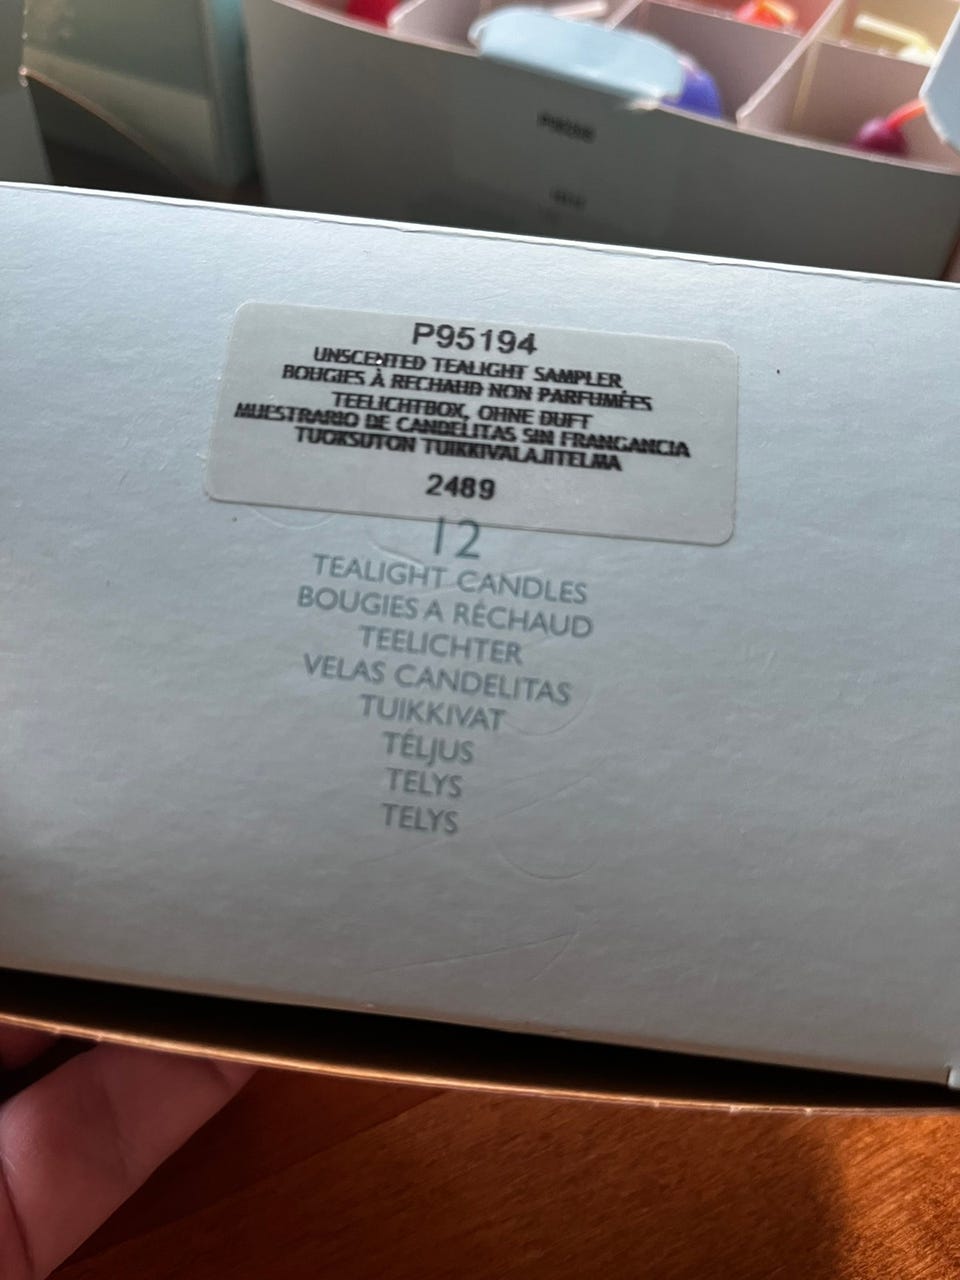 P95194
UNSCENTED TEALIGHT SAMPLER
BOUGIES À RECHAUD NON PARFUMÉES
TEELICHTBOX, OHNE DUFT
MUESTRARIO DE CANDELITAS SIN FRANGANCIA
TUOKSUTON TUIKKIVALAJITELMA
2489
12
TEALIGHT CANDLES
BOUGIES A RÉCHAUD
TEELICHTER
VELAS CANDELITAS
TUIKKIVAT
TÉLJUS
TELYS
TELYS